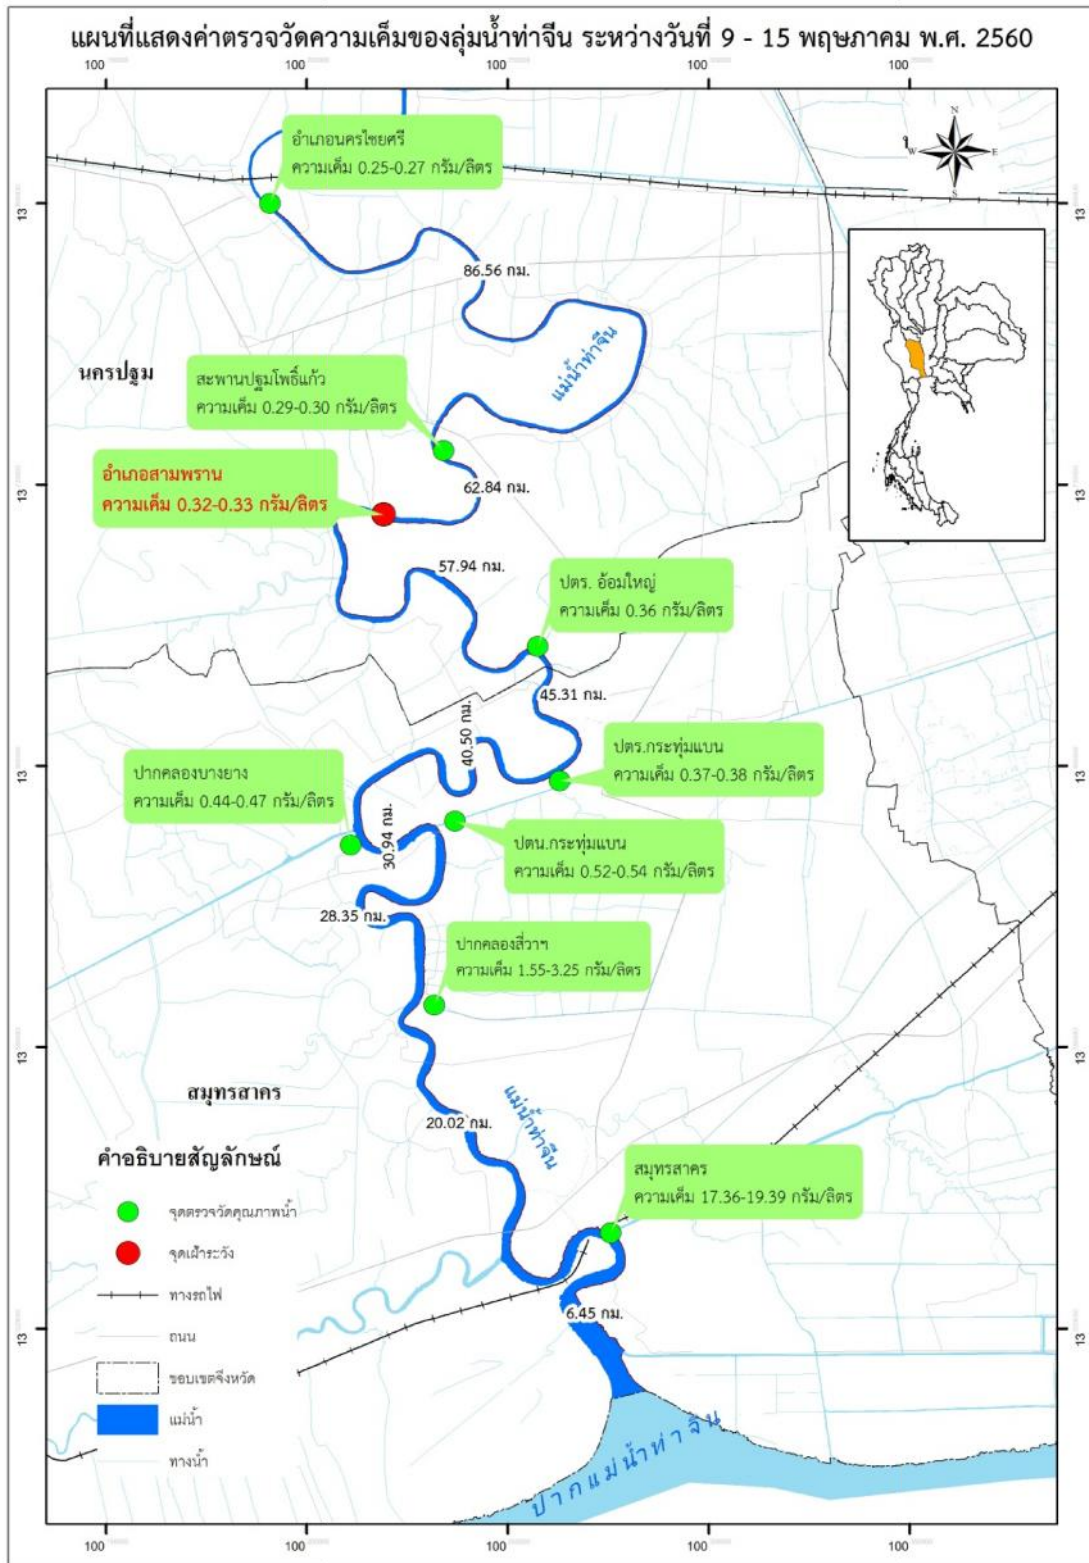 แผนที่แสดงค่าตรวจวัดความเค็มของลุ่มน้ำท่าจีน ระหว่างวันที่ 9 - 15 พฤษภาคม พ.ศ. 2560
100
100
100
100
100
N
W
E
S
อำเภอนครไชยศรี
ความเค็ม 0.25-0.27 กรัม/ลิตร
13
13
86.56 กม.
แม่น้ำท่าจีน
นครปฐม
สะพานปฐมโพธิ์แก้ว
ความเค็ม 0.29-0.30 กรัม/ลิตร
อำเภอสามพราน
ความเค็ม 0.32-0.33 กรัม/ลิตร
62.84 กม.
13
13
57.94 กม.
ปตร. อ้อมใหญ่
ความเค็ม 0.36 กรัม/ลิตร
45.31 กม.
40.50 กม.
ปตร.กระทุ่มแบน
ความเค็ม 0.37-0.38 กรัม/ลิตร
ปากคลองบางยาง
ความเค็ม 0.44-0.47 กรัม/ลิตร
13
13
30.94 กม.
ปตน.กระทุ่มแบน
ความเค็ม 0.52-0.54 กรัม/ลิตร
28.35 กม.
ปากคลองสี่วาฯ
ความเค็ม 1.55-3.25 กรัม/ลิตร
13
13
สมุทรสาคร
แม่น้ำท่าจีน
20.02 กม.
คำอธิบายสัญลักษณ์
จุดตรวจวัดคุณภาพน้ำ
จุดเฝ้าระวัง
ทางรถไฟ
ถนน
ขอบเขตจังหวัด
แม่น้ำ
ทางน้ำ
สมุทรสาคร
ความเค็ม 17.36-19.39 กรัม/ลิตร
6.45 กม.
13
13
ปากแม่น้ำท่าจีน
100
100
100
100
100